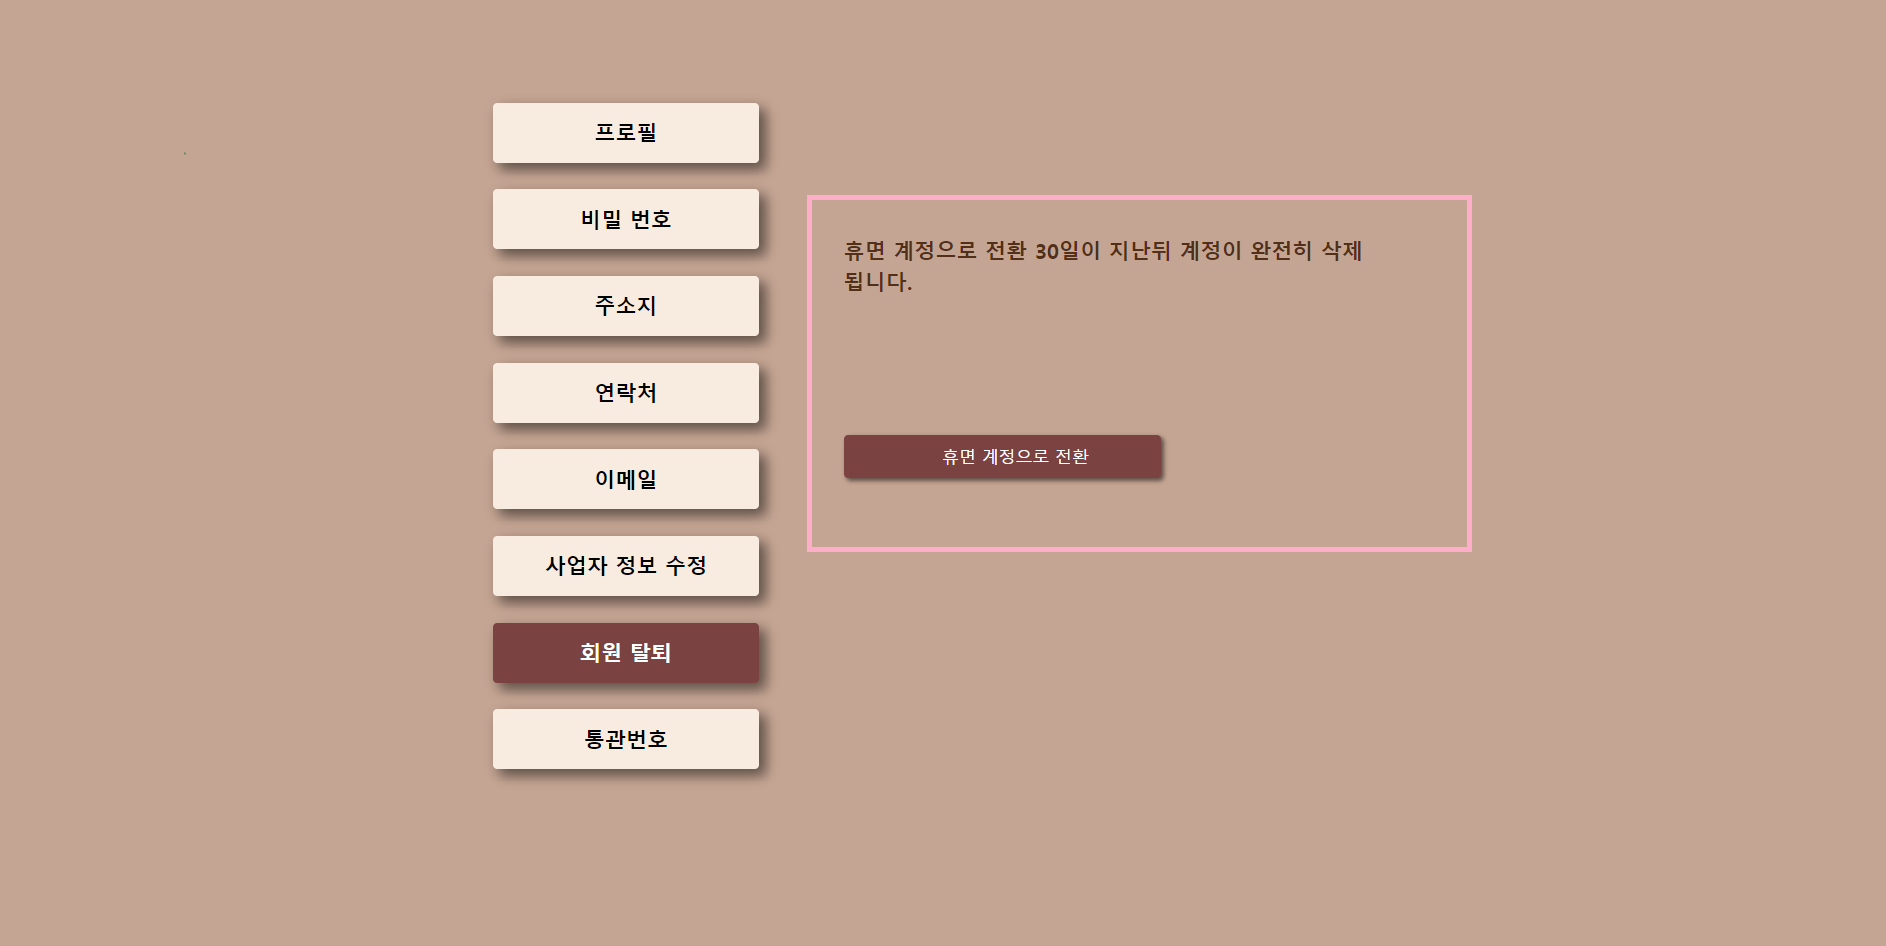 프로필
비밀 번호
주소지
연락처
이메일
사업자 정보 수정
회원 탈퇴
통관번호
휴면 계정으로 전환 30일이 지난뒤 계정이 완전히 삭제
됩니다.
휴면 계정으로 전환